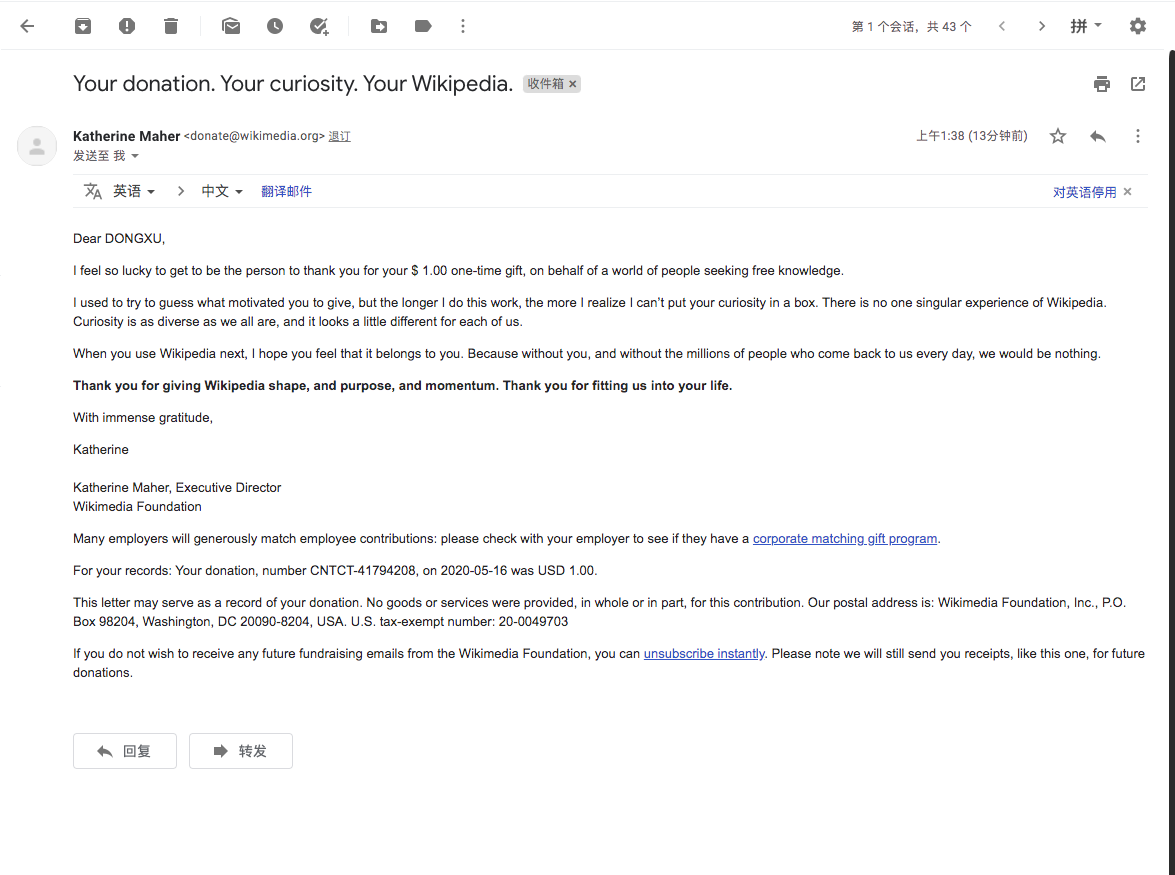 第 1 个会话，共 43 个
拼
Your donation. Your curiosity. Your Wikipedia. 收件箱 ×
Katherine Maher <donate@wikimedia.org> 退订
上午1:38 (13分钟前)
发送至 我
英语 > 中文 翻译邮件
对英语停用 ×
Dear DONGXU,
I feel so lucky to get to be the person to thank you for your $ 1.00 one-time gift, on behalf of a world of people seeking free knowledge.
I used to try to guess what motivated you to give, but the longer I do this work, the more I realize I can’t put your curiosity in a box. There is no one singular experience of Wikipedia.
Curiosity is as diverse as we all are, and it looks a little different for each of us.
When you use Wikipedia next, I hope you feel that it belongs to you. Because without you, and without the millions of people who come back to us every day, we would be nothing.
Thank you for giving Wikipedia shape, and purpose, and momentum. Thank you for fitting us into your life.
With immense gratitude,
Katherine
Katherine Maher, Executive Director
Wikimedia Foundation
Many employers will generously match employee contributions: please check with your employer to see if they have a corporate matching gift program.
For your records: Your donation, number CNTCT-41794208, on 2020-05-16 was USD 1.00.
This letter may serve as a record of your donation. No goods or services were provided, in whole or in part, for this contribution. Our postal address is: Wikimedia Foundation, Inc., P.O.
Box 98204, Washington, DC 20090-8204, USA. U.S. tax-exempt number: 20-0049703
If you do not wish to receive any future fundraising emails from the Wikimedia Foundation, you can unsubscribe instantly. Please note we will still send you receipts, like this one, for future
donations.
回复
转发